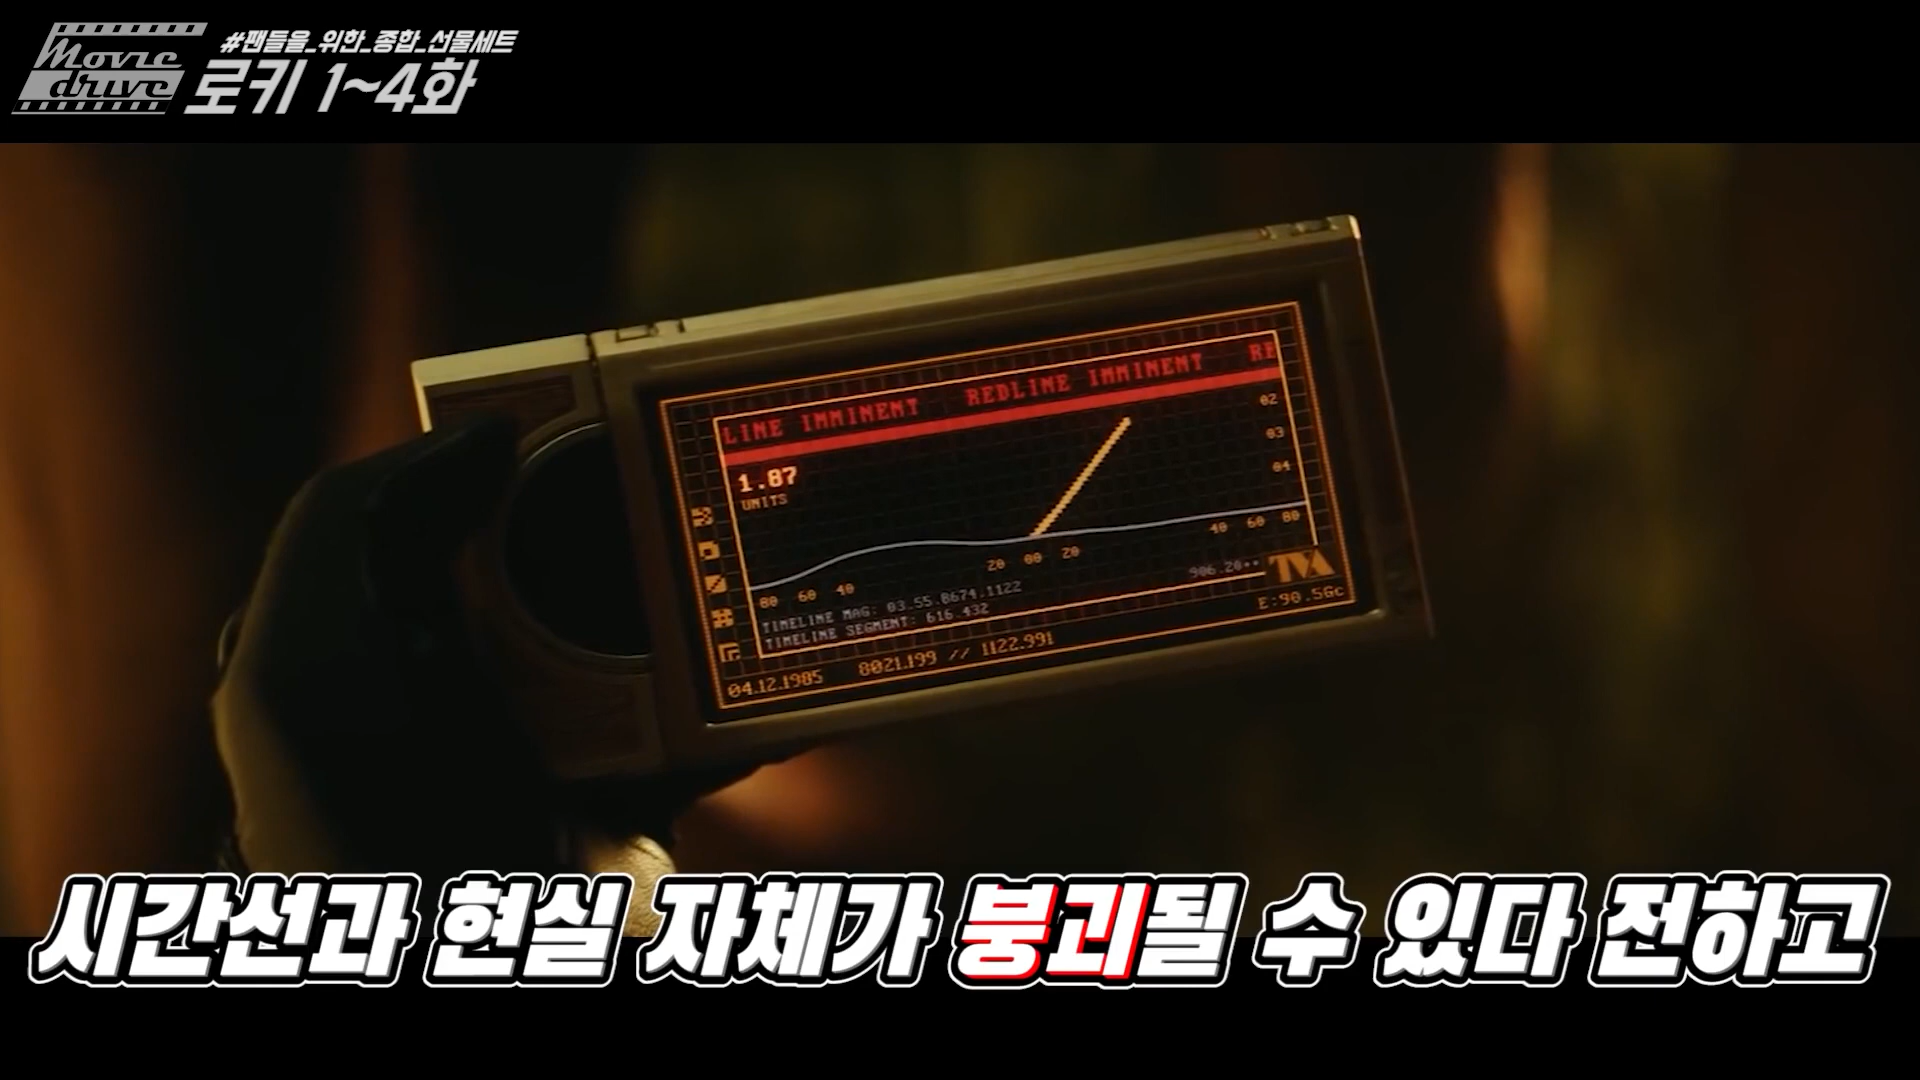 Movie
drive
#팬들을_위한_종합_선물세트
로키 1~4화
LINE IMMINENT REDLINE IMMINENT RE
1.87
UNITS
02
03
04
80 60 40 20 00 20 40 60 80
TIMELINE MAG: 03.55.8674.1122
906.20••
TIMELINE SEGMENT: 616.432
TVA
04.12.1985 8021.199 // 1122.991
E:90.5Gc
시간선과 현실 자체가 붕괴될 수 있다 전하고